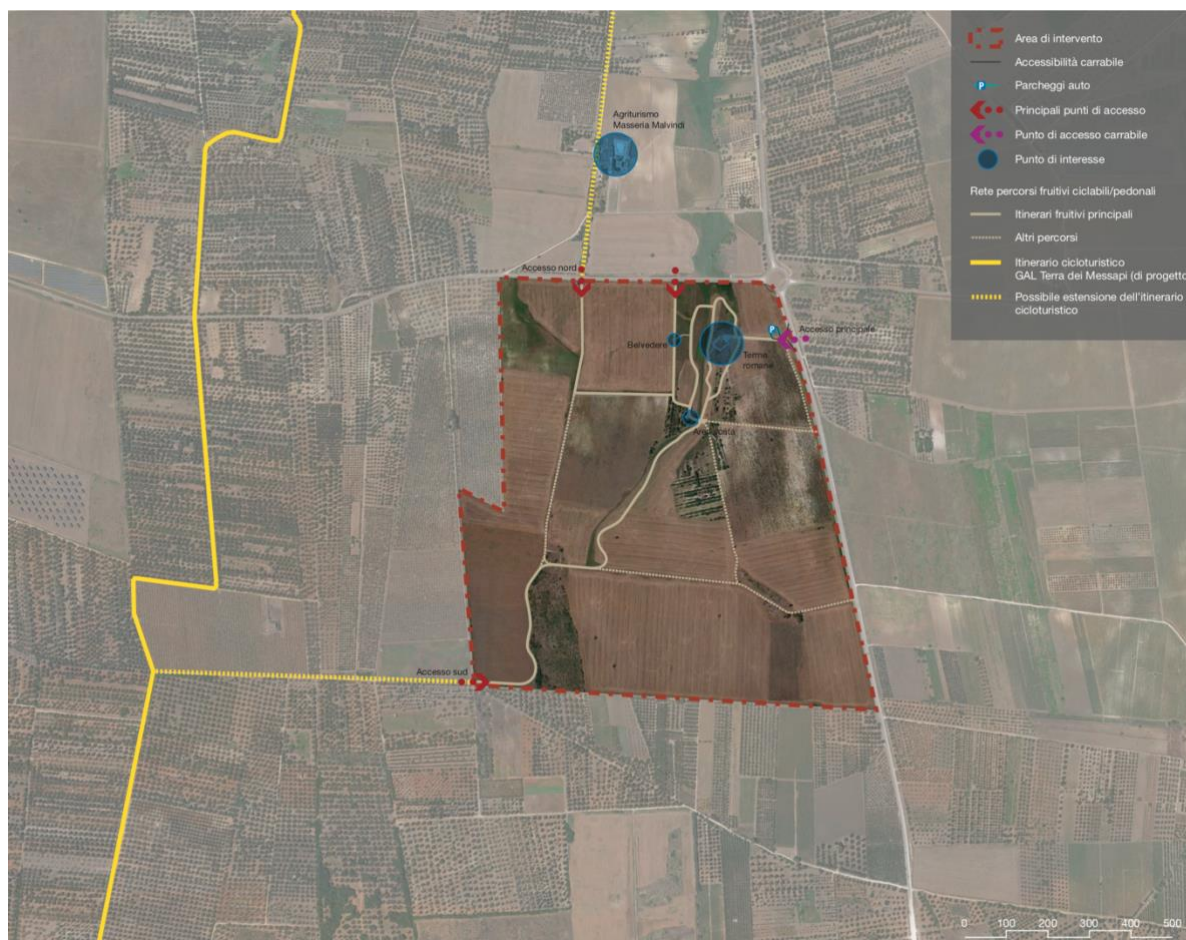 Area di intervento
Accessibilità carrabile
P
Parcheggi auto
Principali punti di accesso
Punto di accesso carrabile
Punto di interesse
Rete percorsi fruitivi ciclabili/pedonali
Itinerari fruitivi principali
Altri percorsi
Itinerario cicloturistico
GAL Terra dei Messapi (di progetto
Possibile estensione dell'itinerario
cicloturistico
Agriturismo
Masseria Malvindi
Accesso nord
P
Accesso principale
Belvedere
Terme
romane
Accesso sud
0 100 200 300 400 500